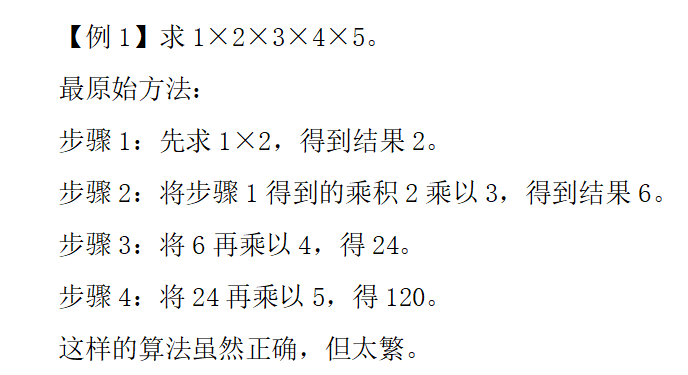 【例 1】求 1×2×3×4×5。
最原始方法：
步骤 1：先求 1×2，得到结果 2。
步骤 2：将步骤 1 得到的乘积 2 乘以 3，得到结果 6。
步骤 3：将 6 再乘以 4，得 24。
步骤 4：将 24 再乘以 5，得 120。
这样的算法虽然正确，但太繁。